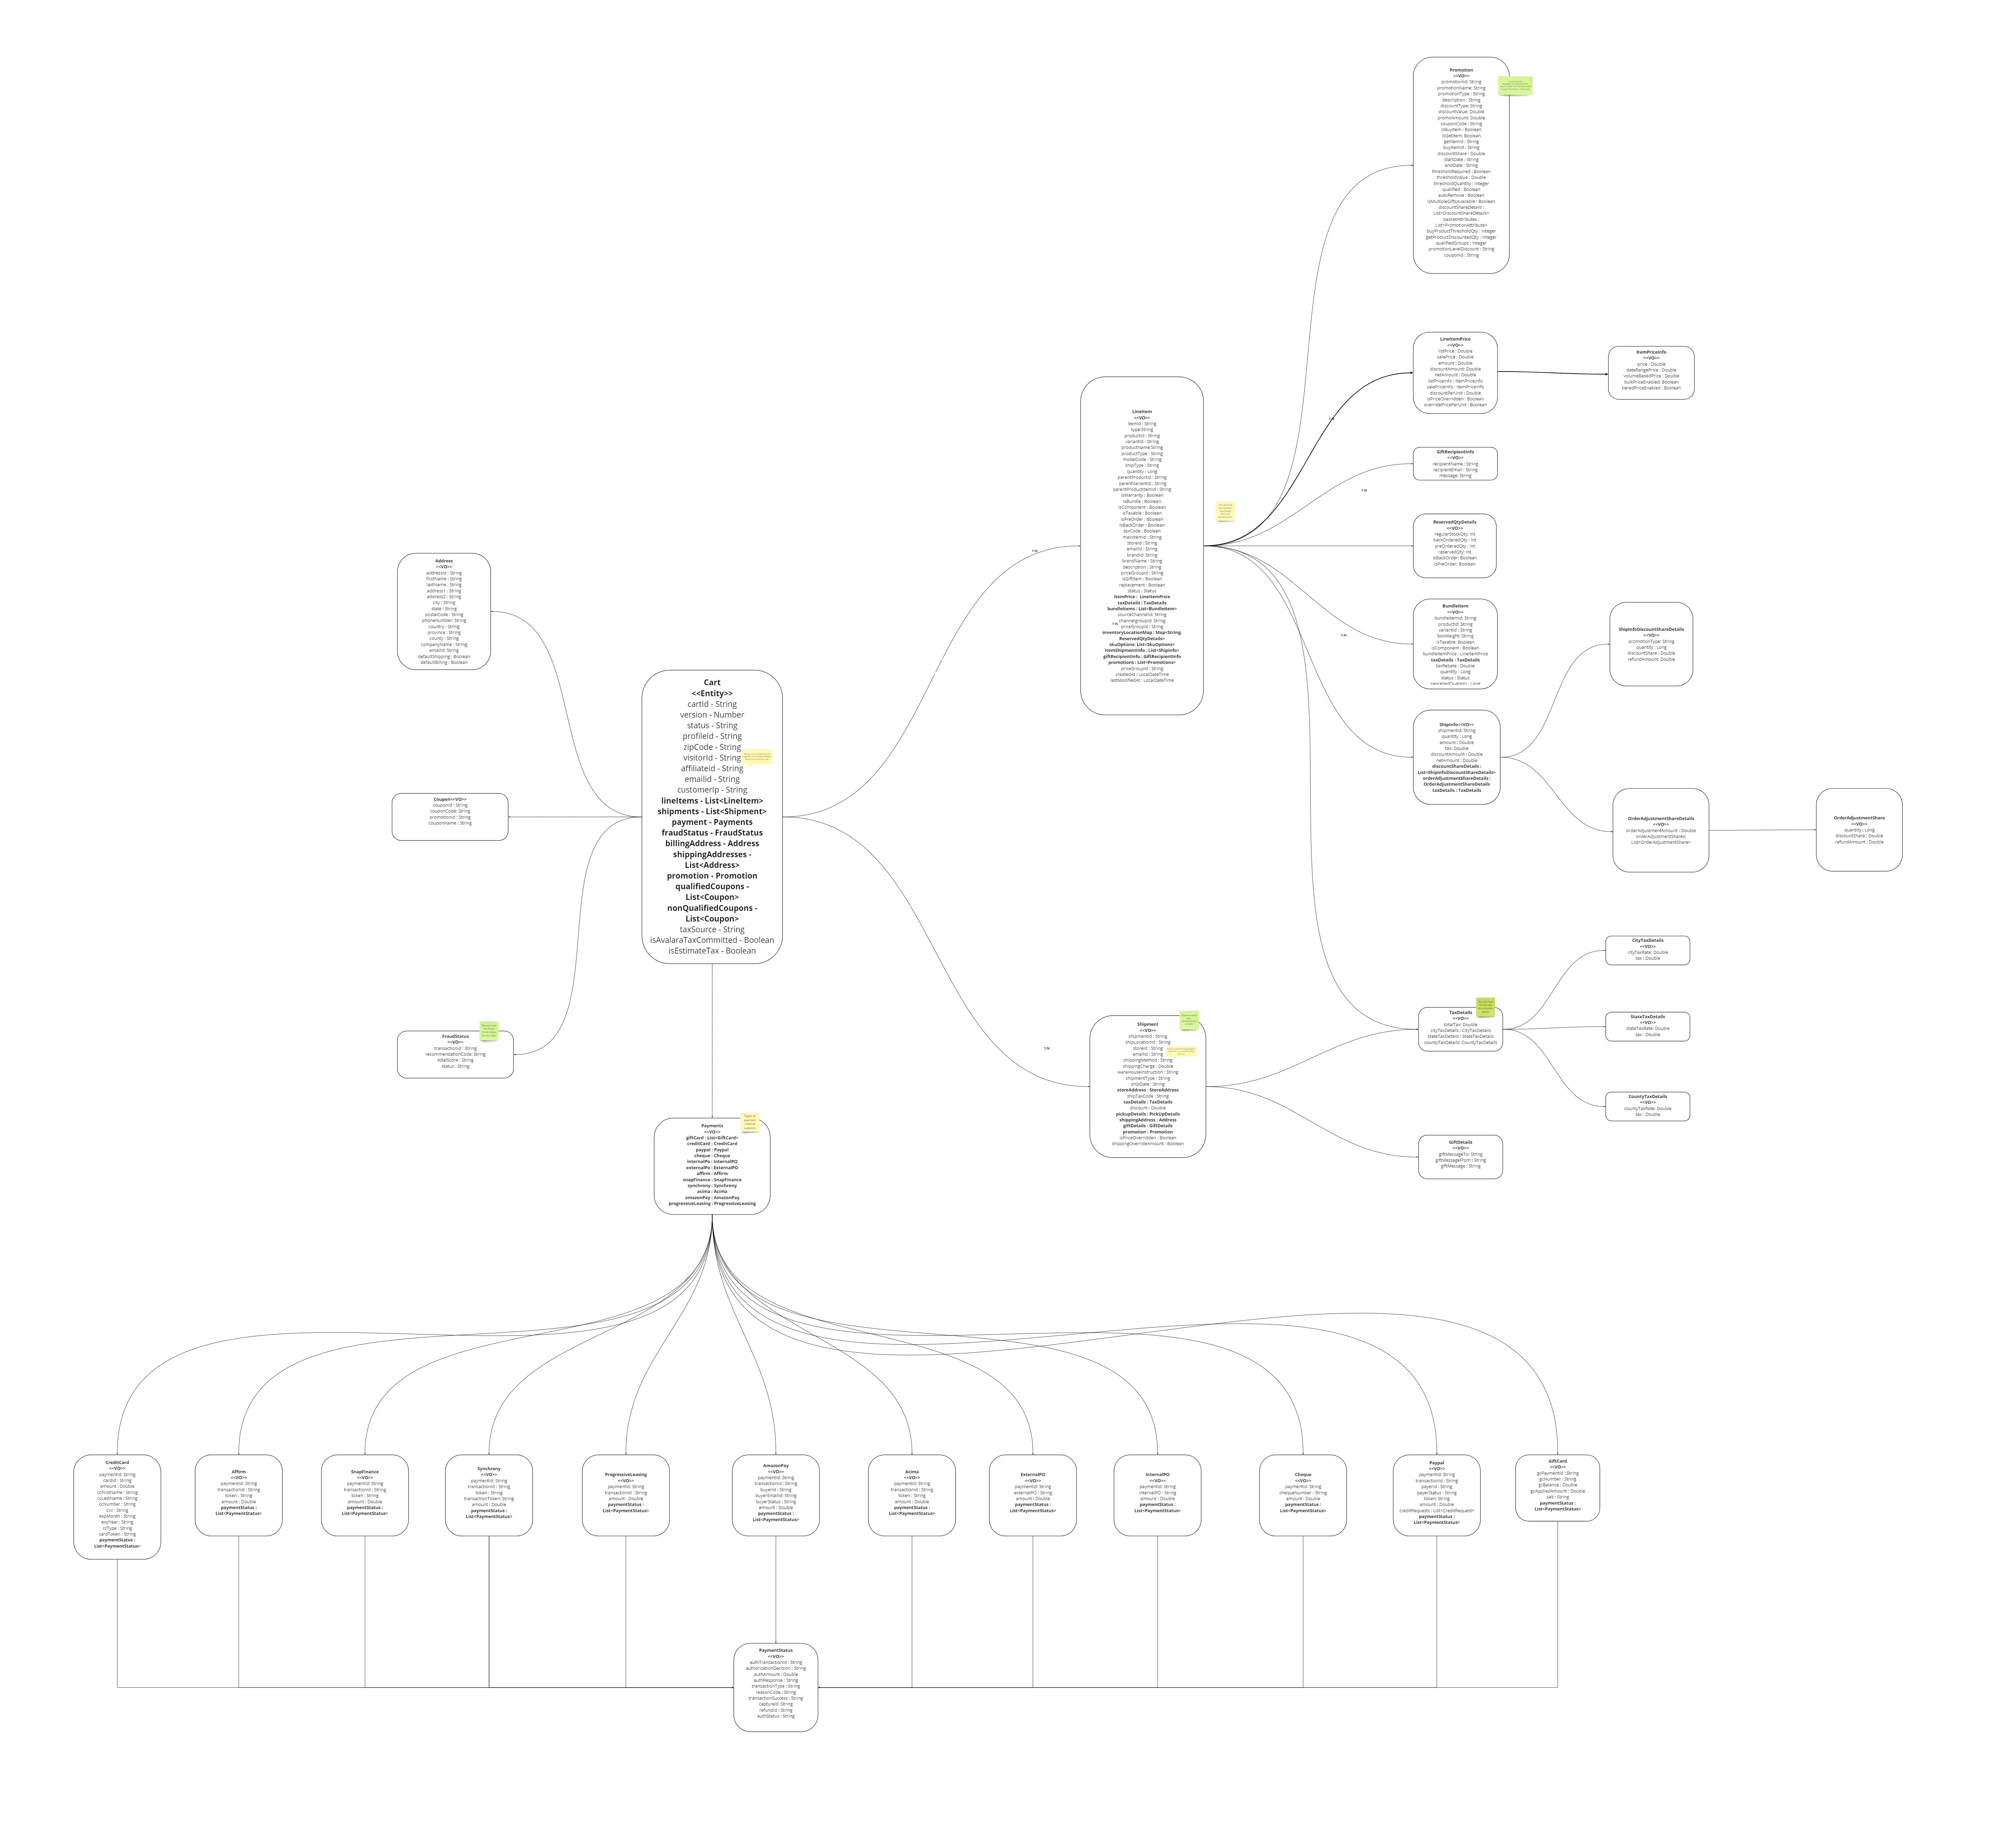 Promotion
<<VO>>
promotionId: String
promotionName: String
promotionType : String
description : String
discountType: String
discountValue: Double
promoAmount: Double
couponCode : String
isBuyItem : Boolean
isGetItem: Boolean
getItemId : String
buyItemId : String
discountShare : Double
startDate : String
endDate : String
thresholdRequired : Boolean
thresholdValue : Double
thresholdQuantity : Integer
qualified : Boolean
autoRemove : Boolean
isMultipleGiftsAvailable : Boolean
discountShareDetails :
List<DiscountShareDetails>
basketAttributes :
List<PromotionAttribute>
buyProductThresholdQty : Integer
getProductDiscountedQty : Integer
qualifiedGroups : Integer
promotionLevelDiscount : String
couponId : String
LineItemPrice
<<VO>>
listPrice : Double
salePrice : Double
amount : Double
discountAmount: Double
netAmount : Double
listPriceInfo : ItemPriceInfo
salePriceInfo : ItemPriceInfo
discountPerUnit : Double
isPriceOverridden : Boolean
overridePricePerUnit : Boolean
ItemPriceInfo
<<VO>>
price : Double
dateRangePrice : Double
volumeBasedPrice : Double
bulkPriceEnabled: Boolean
tieredPriceEnabled : Boolean
LineItem
<<VO>>
itemId : String
type:String
productId : String
variantId : String
productName:String
productType : String
modelCode : String
shipType : String
quantity : Long
parentProductId : String
parentVariantId : String
parentProductItemId : String
isWarranty : Boolean
isBundle : Boolean
isComponent : Boolean
isTaxable : Boolean
isPreOrder : Boolean
isBackOrder : Boolean
taxCode : Boolean
mainItemId : String
storeId : String
emailId : String
brandId : String
brandName : String
description : String
priceGroupId : String
isGiftItem : Boolean
replacement : Boolean
status : Status
itemPrice : LineItemPrice
taxDetails : TaxDetails
bundleItems : List<BundleItem>
sourceChannelId: String
channelgroupId: String
1:N
priceGroupId : String
inventoryLocationMap : Map<String,
ReservedQtyDetails>
skuOptions: List<SkuOptions>
itemShipmentInfo : List<ShipInfo>
giftRecipientInfo : GiftRecipientInfo
promotions : List<Promotions>
priceGroupId : String
createdAt : LocalDateTime
lastModifiedAt : LocalDateTime
1:N
GiftRecipientInfo
<<VO>>
recipientName : String
recipientEmail : String
message: String
1:N
ReservedQtyDetails
<<VO>>
regularStockQty: Int
backOrderedQty : Int
preOrderedQty : Int
reservedQty: Int
isBackOrder: Boolean
isPreOrder: Boolean
1:N
Address
<<VO>>
addressId : String
firstName : String
lastName : String
address1 : String
address2 : String
city : String
state : String
postalCode : String
phoneNumber: String
country : String
province : String
county : String
companyName : String
emailId: String
defaultShipping : Boolean
defaultBilling : Boolean
BundleItem
<<VO>>
bundleItemId: String
productId: String
variantId : String
boxWeight: String
isTaxable: Boolean
isComponent : Boolean
bundleItemPrice : LineItemPrice
taxDetails : TaxDetails
taxRebate : Double
quantity : Long
status : Status
cancelledQuantity : Long
1:N
ShipInfoDiscountShareDetails
<<VO>>
promotionType: String
quantity : Long
discountShare : Double
refundAmount: Double
Cart
<<Entity>>
cartId - String
version - Number
status - String
profileId - String
zipCode - String
visitorId - String
affiliateid - String
emailid - String
customerIp - String
lineItems - List<LineItem>
shipments - List<Shipment>
payment - Payments
fraudStatus - FraudStatus
billingAddress - Address
shippingAddresses -
List<Address>
promotion - Promotion
qualifiedCoupons -
List<Coupon>
nonQualifiedCoupons -
List<Coupon>
taxSource - String
isAvalaraTaxCommitted - Boolean
isEstimateTax - Boolean
ShipInfo<<VO>>
shipmentId: String
quantity : Long
amount : Double
tax: Double
discountAmount : Double
netAmount : Double
discountShareDetails :
List<ShipInfoDiscountShareDetails>
orderAdjustmentShareDetails :
OrderAdjustmentShareDetails
taxDetails : TaxDetails
Coupon<<VO>>
couponId : String
couponCode: String
promotionId : String
couponName : String
OrderAdjustmentShareDetails
<<VO>>
orderAdjustmentAmount : Double
orderAdjustmentShares:
List<OrderAdjustmentShare>
OrderAdjustmentShare
<<VO>>
quantity : Long
discountShare : Double
refundAmount : Double
CityTaxDetails
<<VO>>
cityTaxRate: Double
tax : Double
TaxDetails
<<VO>>
totalTax: Double
cityTaxDetails : CityTaxDetails
stateTaxDetails : StateTaxDetails
countyTaxDetails: CountyTaxDetails
StateTaxDetails
<<VO>>
stateTaxRate: Double
tax : Double
FraudStatus
<<VO>>
transactionId : String
recommendationCode: String
totalScore : String
status : String
1:N
Shipment
<<VO>>
shipmentId : String
shipLocationId : String
storeId : String
emailId : String
shippingMethod : String
shippingCharge : Double
wareHouseInstruction : String
shipmentType : String
shipDate : String
storeAddress : StoreAddress
shipTaxCode : String
taxDetails : TaxDetails
discount : Double
pickupDetails : PickUpDetails
shippingAddress : Address
giftDetails : GiftDetails
promotion : Promotion
isPriceOverridden : Boolean
shippingOverrideAmount : Boolean
CountyTaxDetails
<<VO>>
countyTaxRate: Double
tax : Double
GiftDetails
<<VO>>
giftMessageTo: String
giftMessageFrom : String
giftMessage : String
Payments
<<VO>>
giftCard : List<GiftCard>
creditCard : CreditCard
paypal : Paypal
cheque : Cheque
internalPo : InternalPO
externalPo : ExternalPO
affirm : Affirm
snapFinance : SnapFinance
synchrony : Synchrony
acima : Acima
amazonPay : AmazonPay
progressiveLeasing : ProgressiveLeasing
CreditCard
<<VO>>
paymentId: String
cardId : String
amount : Double
ccFirstName : String
ccLastName : String
ccNumber : String
cvv : String
expMonth : String
expYear : String
ccType : String
cardToken : String
paymentStatus :
List<PaymentStatus>
Affirm
<<VO>>
paymentId: String
transactionId : String
token : String
amount : Double
paymentStatus :
List<PaymentStatus>
SnapFinance
<<VO>>
paymentId: String
transactionId : String
token : String
amount : Double
paymentStatus :
List<PaymentStatus>
Synchrony
<<VO>>
paymentId: String
transactionId : String
token : String
transactionToken: String
amount : Double
paymentStatus :
List<PaymentStatus>
ProgressiveLeasing
<<VO>>
paymentId: String
transactionId : String
amount : Double
paymentStatus :
List<PaymentStatus>
AmazonPay
<<VO>>
paymentId: String
transactionId : String
buyerId : String
buyerEmailId: String
buyerStatus : String
amount : Double
paymentStatus :
List<PaymentStatus>
Acima
<<VO>>
paymentId: String
transactionId : String
token : String
amount : Double
paymentStatus :
List<PaymentStatus>
ExternalPO
<<VO>>
paymentId: String
externalPO : String
amount : Double
paymentStatus :
List<PaymentStatus>
InternalPO
<<VO>>
paymentId: String
internalPO : String
amount : Double
paymentStatus :
List<PaymentStatus>
Cheque
<<VO>>
paymentId: String
chequeNumber : String
amount : Double
paymentStatus :
List<PaymentStatus>
Paypal
<<VO>>
paymentId: String
transactionId : String
payerId : String
payerStatus : String
token: String
amount : Double
creditRequests : List<CreditRequest>
paymentStatus :
List<PaymentStatus>
GiftCard
<<VO>>
gcPaymentId : String
gcNumber : String
gcBalance : Double
gcAppliedAmount : Double
salt : String
paymentStatus :
List<PaymentStatus>
PaymentStatus
<<VO>>
authTransactionId : String
authorizationDecision : String
authAmount : Double
authResponse : String
transactionType : String
reasonCode : String
transactionSuccess : String
captureId :String
refundId : String
authStatus : String